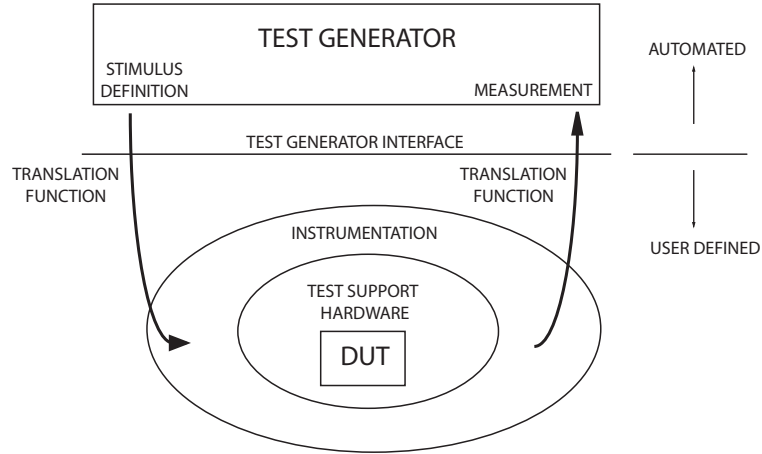 TEST GENERATOR
STIMULUS
DEFINITION
MEASUREMENT
AUTOMATED
TEST GENERATOR INTERFACE
TRANSLATION
FUNCTION
TRANSLATION
FUNCTION
INSTRUMENTATION
USER DEFINED
TEST SUPPORT
HARDWARE
DUT